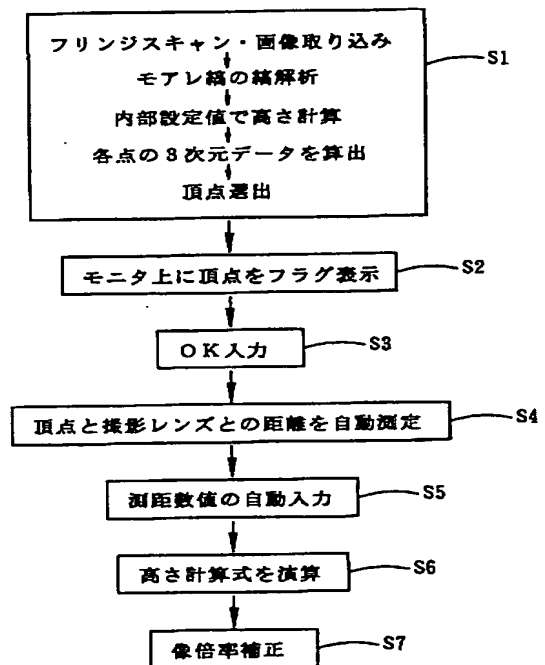 フリンジスキャン・画像取り込み
S1
モアレ縞の縞解析
内部設定値で高さ計算
各点の3次元データを算出
頂点選出
モニタ上に頂点をフラグ表示
S2
OK入力
S3
頂点と撮影レンズとの距離を自動測定
S4
測距数値の自動入力
S5
高さ計算式を演算
S6
像倍率補正
S7